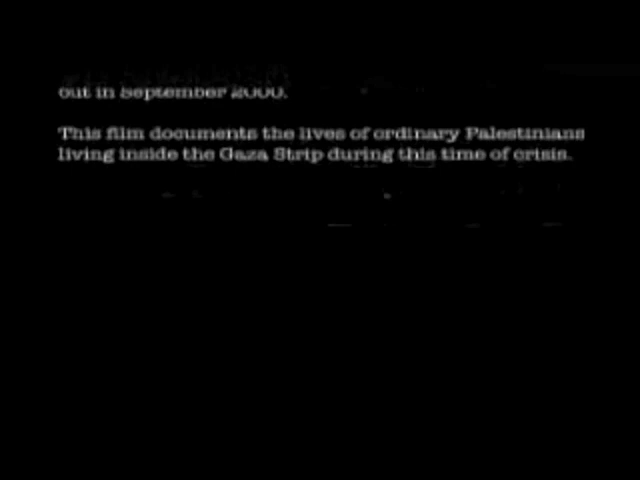 out in September 2000.
This film documents the lives of ordinary Palestinians
living inside the Gaza Strip during this time of crisis.